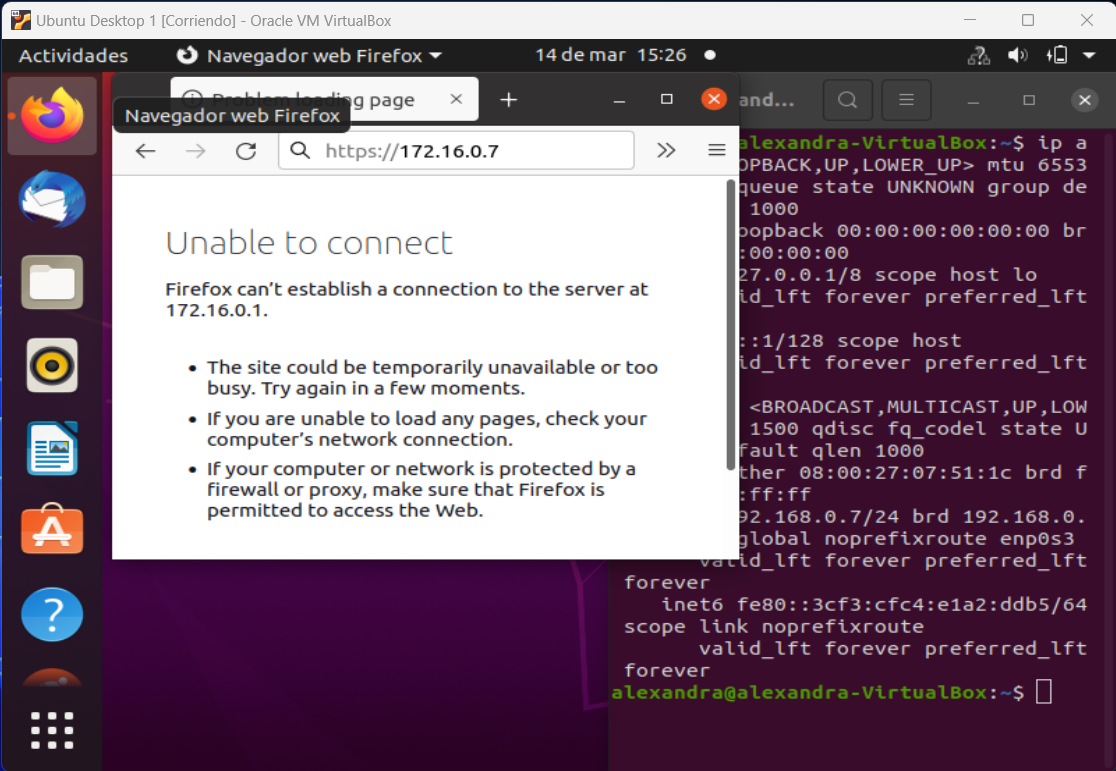 Ubuntu Desktop 1 [Corriendo] - Oracle VM VirtualBox
Actividades
Navegador web Firefox
14 de mar 15:26
Problem loading page
Navegador web Firefox
https://172.16.0.7
Unable to connect
Firefox can’t establish a connection to the server at
172.16.0.1.
• The site could be temporarily unavailable or too
busy. Try again in a few moments.
• If you are unable to load any pages, check your
computer’s network connection.
• If your computer or network is protected by a
firewall or proxy, make sure that Firefox is
permitted to access the Web.
and...
alexandra-VirtualBox:~$ ip a
OPBACK,UP,LOWER_UP> mtu 6553
queue state UNKNOWN group de
1000
oopback 00:00:00:00:00:00 br
:00:00:00
27.0.0.1/8 scope host lo
id_lft forever preferred_lft
::1/128 scope host
id_lft forever preferred_lft
<BROADCAST,MULTICAST,UP,LOW
1500 qdisc fq_codel state U
fault qlen 1000
ther 08:00:27:07:51:1c brd f
:ff:ff
92.168.0.7/24 brd 192.168.0.
global noprefixroute enp0s3
valid_lft forever preferred_lft
forever
inet6 fe80::3cf3:cfc4:e1a2:ddb5/64
scope link noprefixroute
valid_lft forever preferred_lft
forever
alexandra@alexandra-VirtualBox:~$